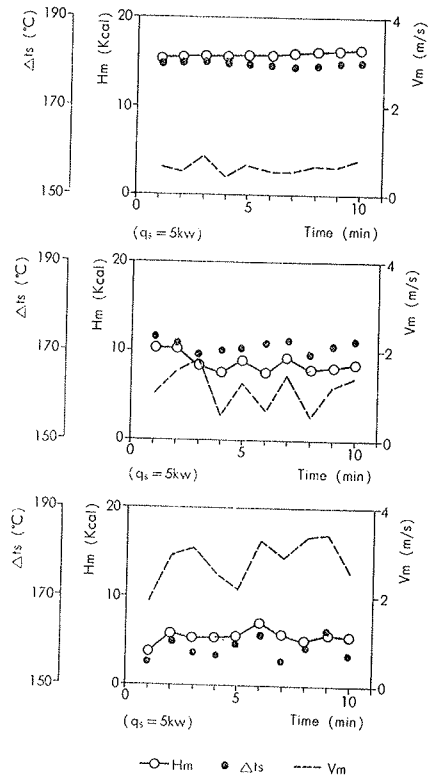 190
170
150
Δts (°C)
20
10
0
Hm (Kcal)
4
2
0
Vm (m/s)
0
5
10
(qs = 5kw)
Time (min)
190
170
150
Δts (°C)
20
10
0
Hm (Kcal)
4
2
0
Vm (m/s)
0
5
10
(qs = 5kw)
Time (min)
190
170
150
Δts (°C)
20
10
0
Hm (Kcal)
4
2
0
Vm (m/s)
0
5
10
(qs = 5kw)
Time (min)
Hm Δts Vm